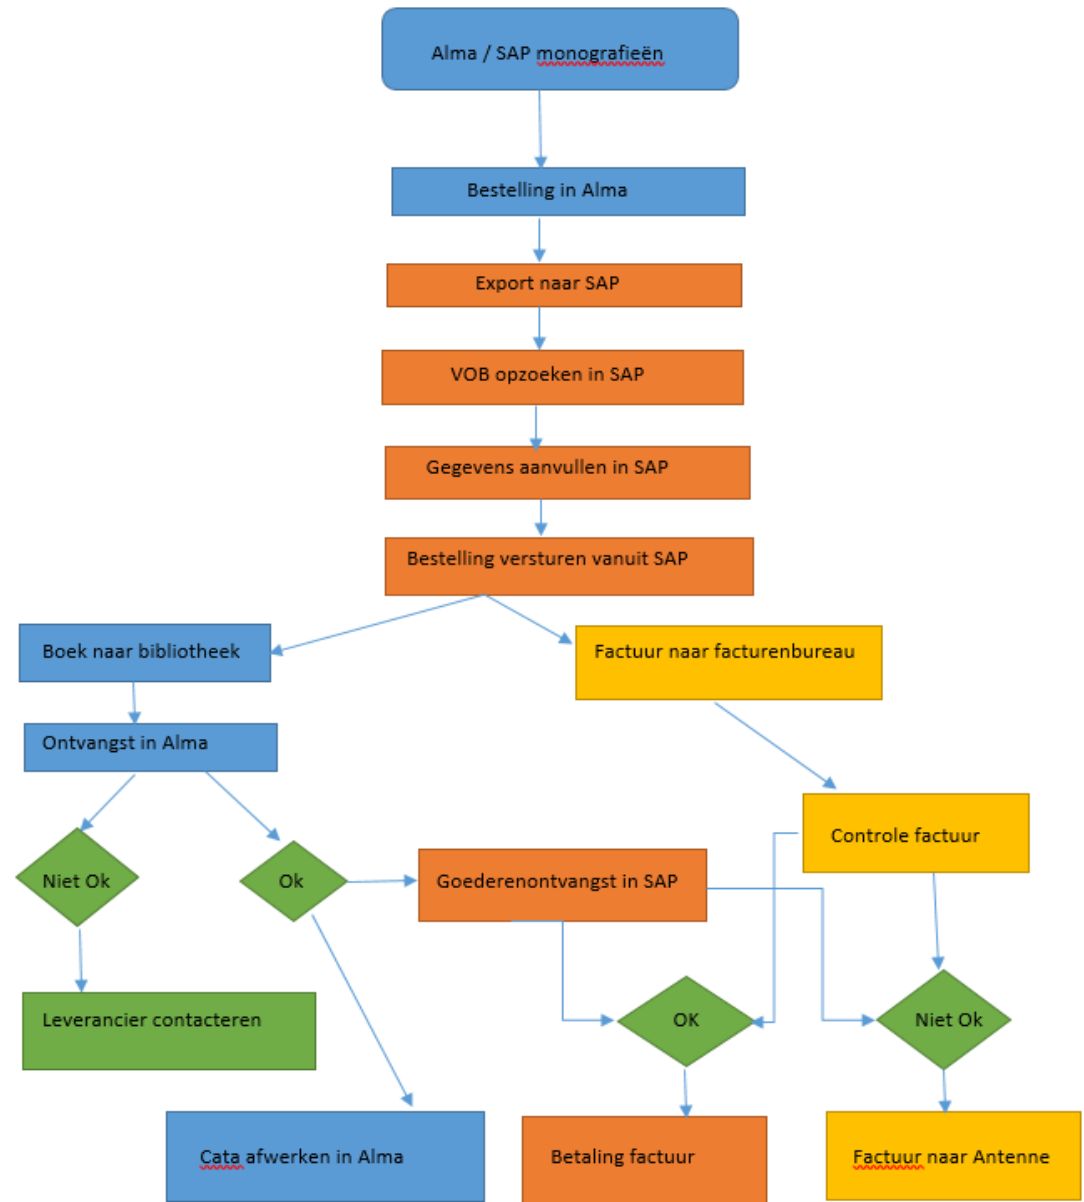 Alma / SAP monografieën
Bestelling in Alma
Export naar SAP
VOB opzoeken in SAP
Gegevens aanvullen in SAP
Bestelling versturen vanuit SAP
Boek naar bibliotheek
Factuur naar facturenbureau
Ontvangst in Alma
Controle factuur
Niet Ok
Ok
Goederenontvangst in SAP
Leverancier contacteren
OK
Niet Ok
Cata afwerken in Alma
Betaling factuur
Factuur naar Antenne